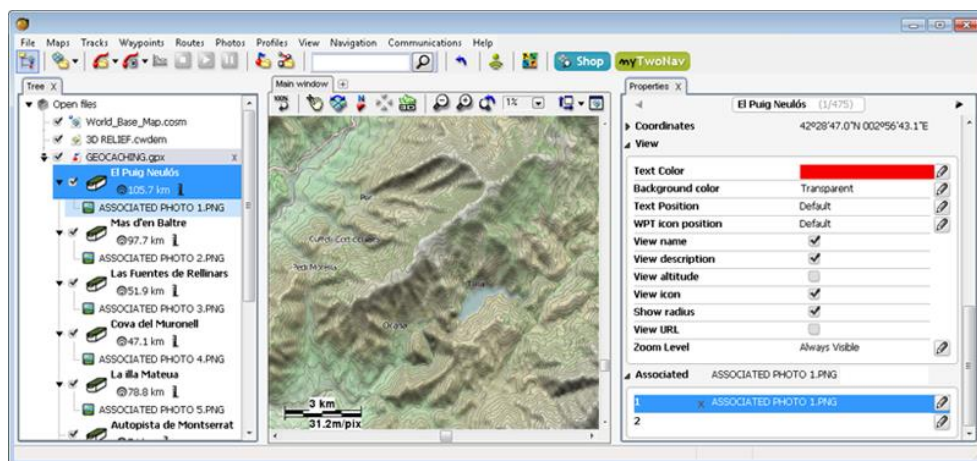 File Maps Tracks Waypoints Routes Photos Profiles View Navigation Communications Help
Shop
myTwoNav
Tree X
Open files
World_Base_Map.cosm
3D RELIEF.cwdem
GEOCACHING.gpx X
El Puig Neulós
105.7 km
ASSOCIATED PHOTO 1.PNG
Mas d'en Baltre
97.7 km
ASSOCIATED PHOTO 2.PNG
Las Fuentes de Rellinars
51.9 km
ASSOCIATED PHOTO 3.PNG
Cova del Muronell
47.1 km
ASSOCIATED PHOTO 4.PNG
La illa Mateua
78.8 km
ASSOCIATED PHOTO 5.PNG
Autopista de Montserrat
Main window
100%
1%
3 km
31.2m/pix
Properties X
El Puig Neulós (1/475)
Coordinates 42º28'47.0"N 002º56'43.1"E
View
Text Color
Background color Transparent
Text Position Default
WPT icon position Default
View name
View description
View altitude
View icon
Show radius
View URL
Zoom Level Always Visible
Associated ASSOCIATED PHOTO 1.PNG
1 x ASSOCIATED PHOTO 1.PNG
2